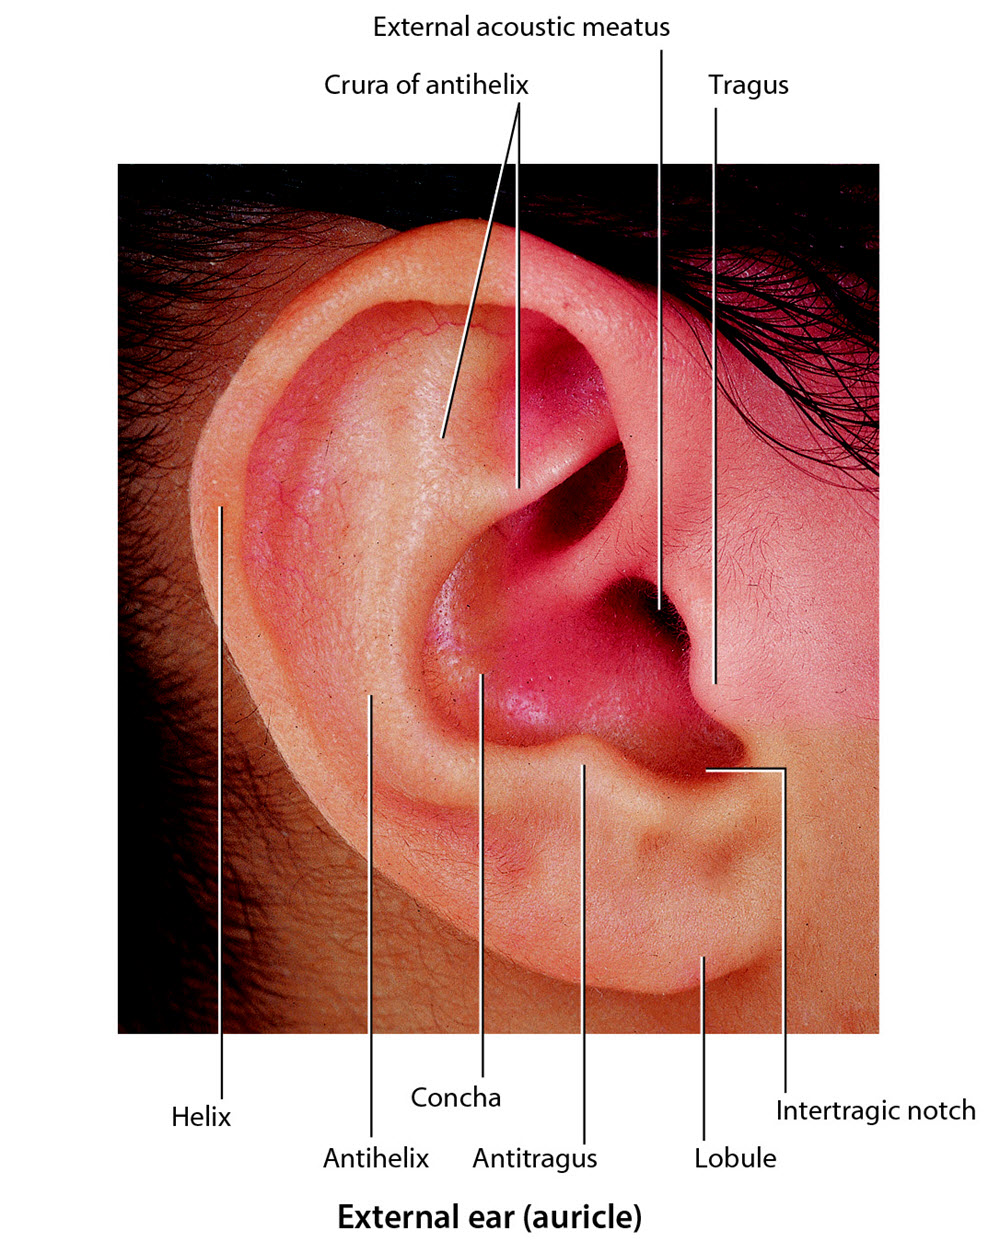 External acoustic meatus
Crura of antihelix
Tragus
Helix
Concha
Intertragic notch
Antihelix
Antitragus
Lobule
External ear (auricle)